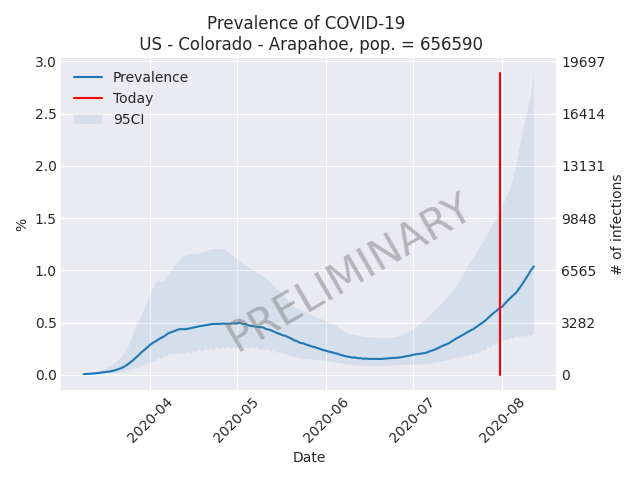 Prevalence of COVID-19
US - Colorado - Arapahoe, pop. = 656590
Prevalence
Today
95CI
PRELIMINARY
3.0
2.5
2.0
1.5
1.0
0.5
0.0
%
19697
16414
13131
9848
6565
3282
0
# of infections
2020-04
2020-05
2020-06
2020-07
2020-08
Date